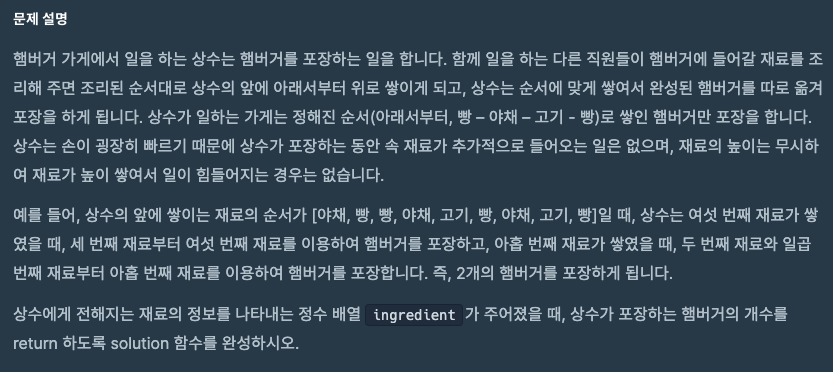 문제 설명
햄버거 가게에서 일을 하는 상수는 햄버거를 포장하는 일을 합니다. 함께 일을 하는 다른 직원들이 햄버거에 들어갈 재료를 조
리해 주면 조리된 순서대로 상수의 앞에 아래서부터 위로 쌓이게 되고, 상수는 순서에 맞게 쌓여서 완성된 햄버거를 따로 옮겨
포장을 하게 됩니다. 상수가 일하는 가게는 정해진 순서(아래서부터, 빵 – 야채 – 고기 - 빵)로 쌓인 햄버거만 포장을 합니다.
상수는 손이 굉장히 빠르기 때문에 상수가 포장하는 동안 속 재료가 추가적으로 들어오는 일은 없으며, 재료의 높이는 무시하
여 재료가 높이 쌓여서 일이 힘들어지는 경우는 없습니다.
예를 들어, 상수의 앞에 쌓이는 재료의 순서가 [야채, 빵, 빵, 야채, 고기, 빵, 야채, 고기, 빵]일 때, 상수는 여섯 번째 재료가 쌓
였을 때, 세 번째 재료부터 여섯 번째 재료를 이용하여 햄버거를 포장하고, 아홉 번째 재료가 쌓였을 때, 두 번째 재료와 일곱
번째 재료부터 아홉 번째 재료를 이용하여 햄버거를 포장합니다. 즉, 2개의 햄버거를 포장하게 됩니다.
상수에게 전해지는 재료의 정보를 나타내는 정수 배열 ingredient가 주어졌을 때, 상수가 포장하는 햄버거의 개수를
return 하도록 solution 함수를 완성하시오.